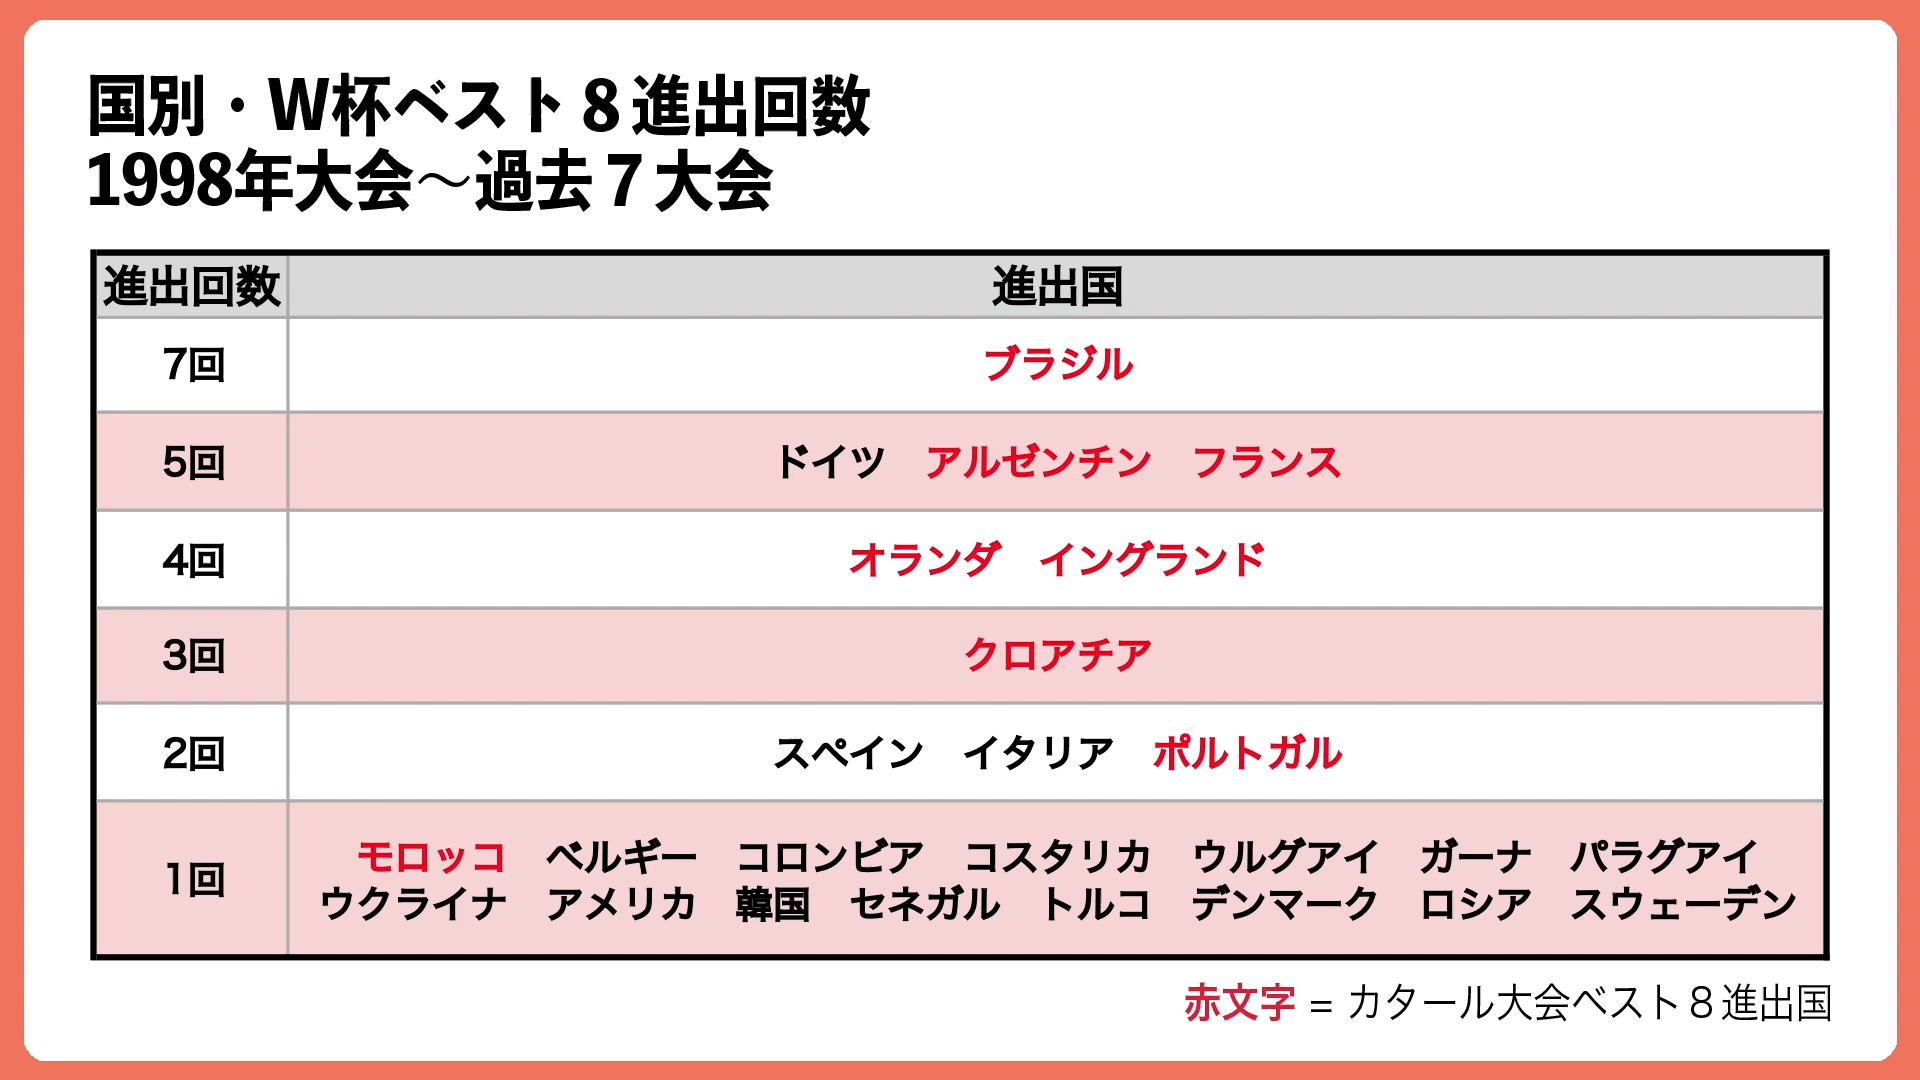 国別・W杯ベスト８進出回数
1998年大会〜過去７大会
進出回数 進出国
7回 ブラジル
5回 ドイツ　アルゼンチン　フランス
4回 オランダ　イングランド
3回 クロアチア
2回 スペイン　イタリア　ポルトガル
1回 モロッコ　ベルギー　コロンビア　コスタリカ　ウルグアイ　ガーナ　パラグアイ
ウクライナ　アメリカ　韓国　セネガル　トルコ　デンマーク　ロシア　スウェーデン
赤文字 = カタール大会ベスト８進出国